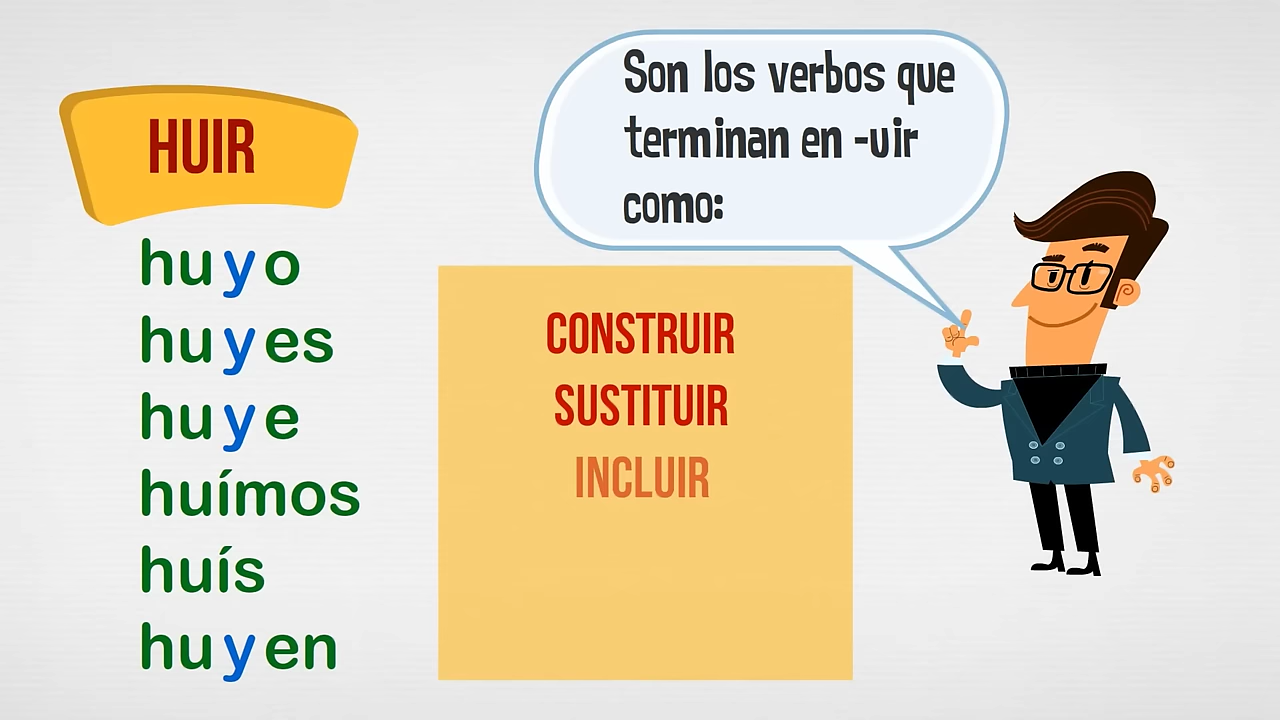 HUIR
huyo
huyes
huye
huímos
huís
huyen
Son los verbos que
terminan en -uir
como:
CONSTRUIR
SUSTITUIR
INCLUIR